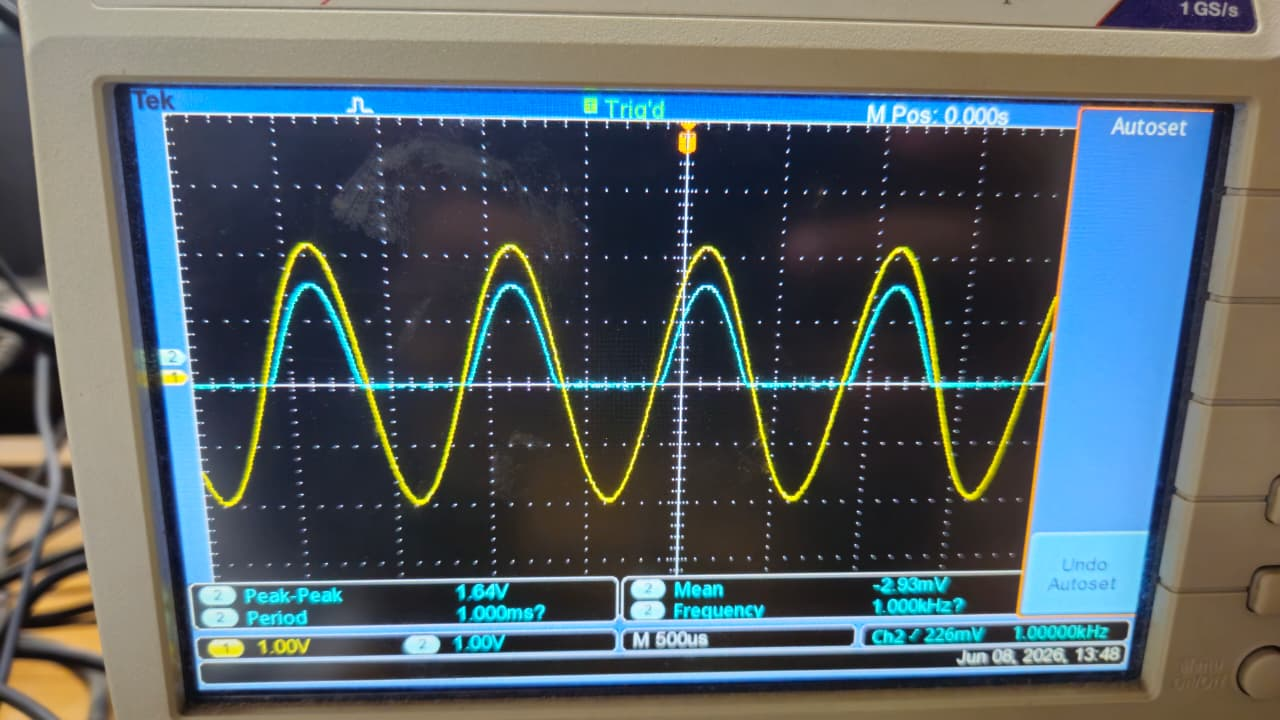 1 GS/s
Tek Trig'd M Pos: 0.000s
Autoset
2
1
Undo
Autoset
2 Peak-Peak 1.64V 2 Mean -2.93mV
2 Period 1.000ms? 2 Frequency 1.000kHz?
1 1.00V 2 1.00V M 500us Ch2 226mV 1.00000kHz
Jun 08, 2026, 13:48